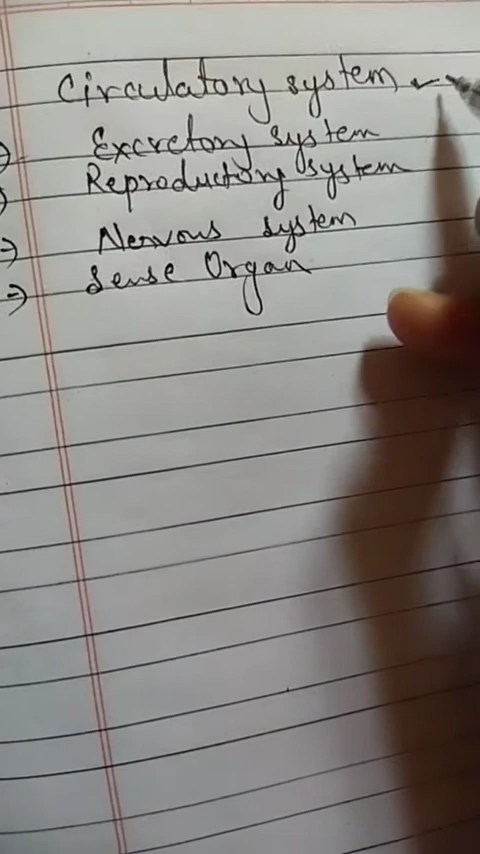 Circulatory system
Excretory system
Reproductory system
Nervous system
Sense Organ